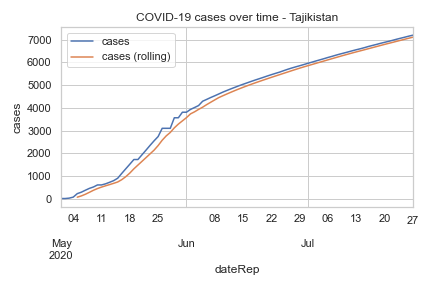 COVID-19 cases over time - Tajikistan
cases
cases (rolling)
7000
6000
5000
4000
3000
2000
1000
0
cases
04 11 18 25 08 15 22 29 06 13 20 27
May Jun Jul
2020
dateRep